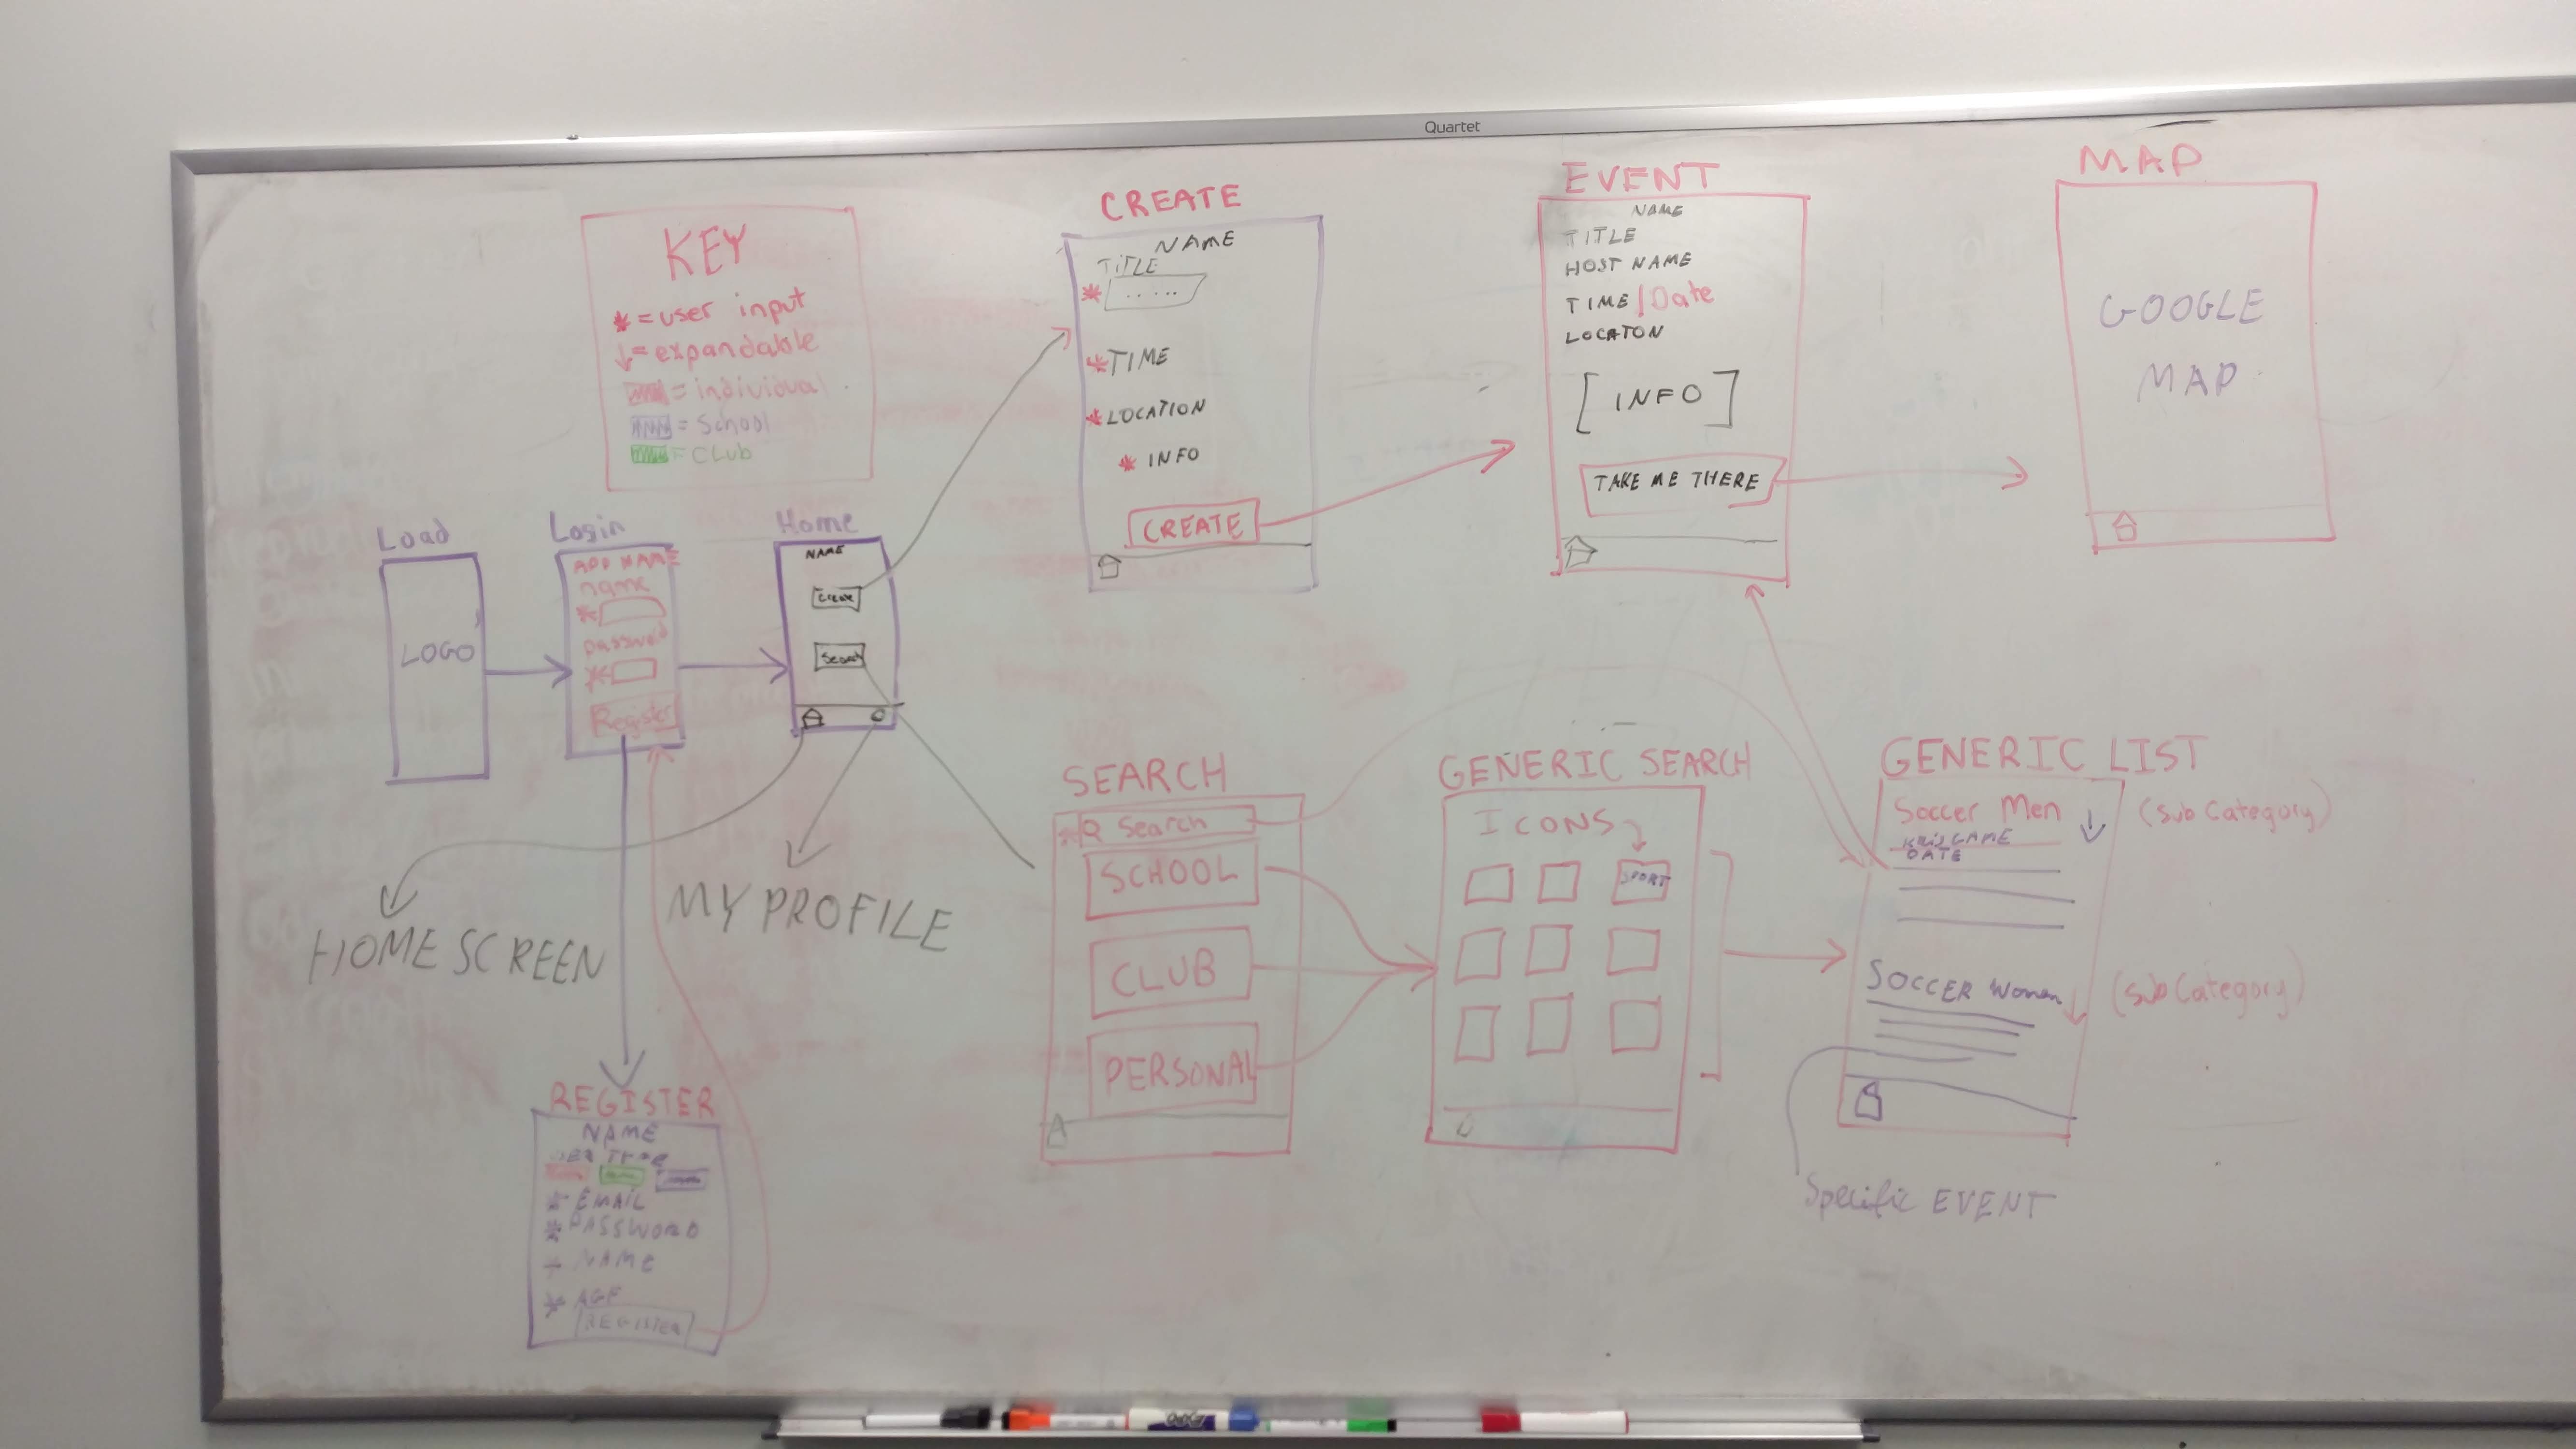 Quartet
KEY
* = user input
↓ = expandable
= individual
= School
= CLub
CREATE
NAME
TITLE
* .....
*TIME
*LOCATION
* INFO
CREATE
EVENT
NAME
TITLE
HOST NAME
TIME/Date
LOCATON
[INFO]
TAKE ME THERE
MAP
GOOGLE
MAP
Load
LOGO
Login
APP NAME
name
*
password
*
Register
Home
NAME
Create
Search
HOME SCREEN
MY PROFILE
REGISTER
NAME
* EMAIL
* PASSWORD
* NAME
* AGE
REGISTER
SEARCH
* Search
SCHOOL
CLUB
PERSONAL
GENERIC SEARCH
ICONS
SPORT
GENERIC LIST
Soccer Men ↓ (Sub Category)
GAME
DATE
SOCCER Women ↓ (Sub Category)
Specific EVENT
EXPO